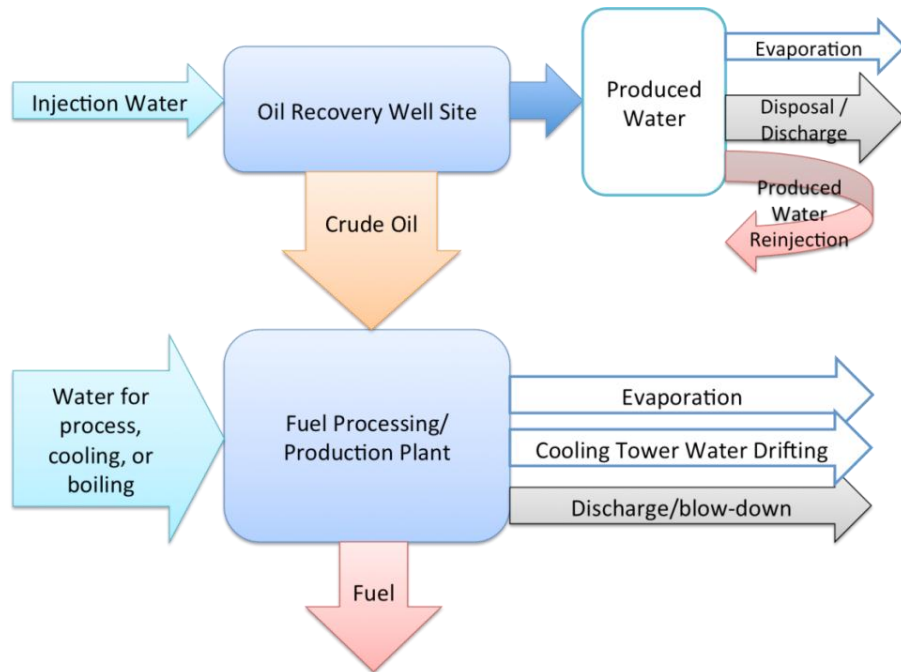 Injection Water
Oil Recovery Well Site
Produced
Water
Evaporation
Disposal /
Discharge
Produced
Water
Reinjection
Crude Oil
Water for
process,
cooling, or
boiling
Fuel Processing/
Production Plant
Evaporation
Cooling Tower Water Drifting
Discharge/blow-down
Fuel